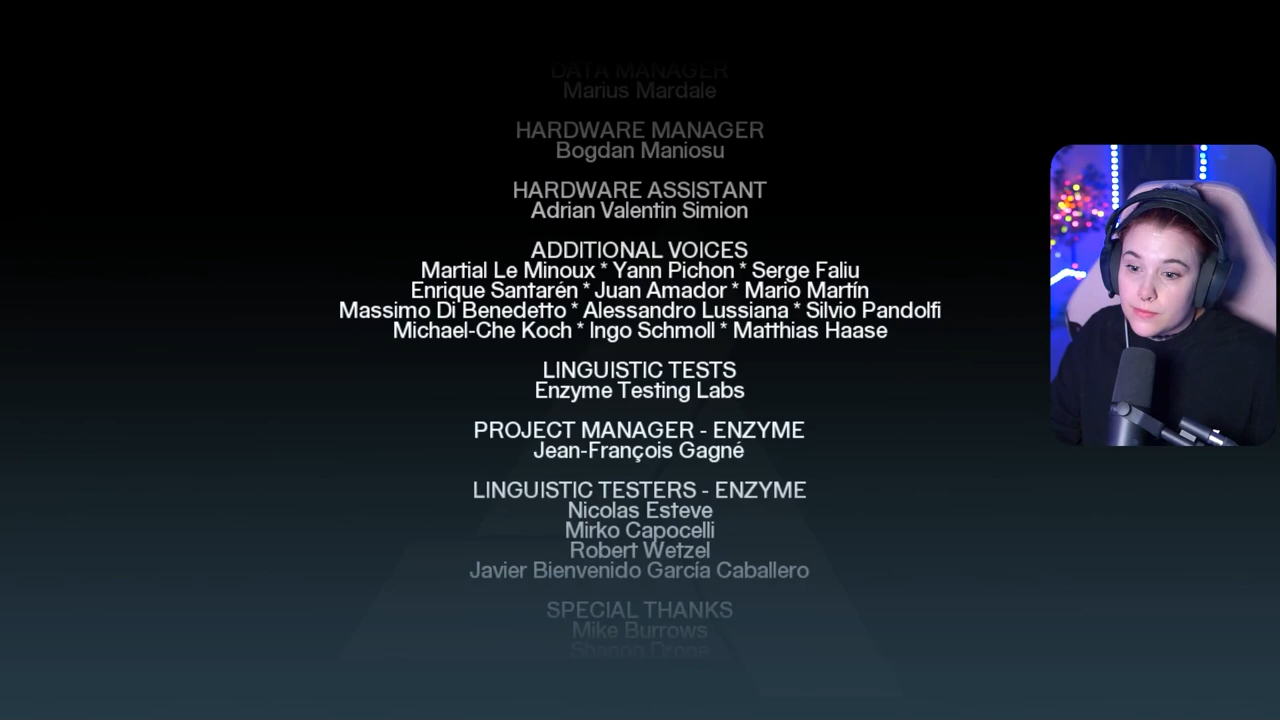 DATA MANAGER
Marius Mardale
HARDWARE MANAGER
Bogdan Maniosu
HARDWARE ASSISTANT
Adrian Valentin Simion
ADDITIONAL VOICES
Martial Le Minoux * Yann Pichon * Serge Faliu
Enrique Santarén * Juan Amador * Mario Martín
Massimo Di Benedetto * Alessandro Lussiana * Silvio Pandolfi
Michael-Che Koch * Ingo Schmoll * Matthias Haase
LINGUISTIC TESTS
Enzyme Testing Labs
PROJECT MANAGER - ENZYME
Jean-François Gagné
LINGUISTIC TESTERS - ENZYME
Nicolas Esteve
Mirko Capocelli
Robert Wetzel
Javier Bienvenido García Caballero
SPECIAL THANKS
Mike Burrows
Shanon Drone